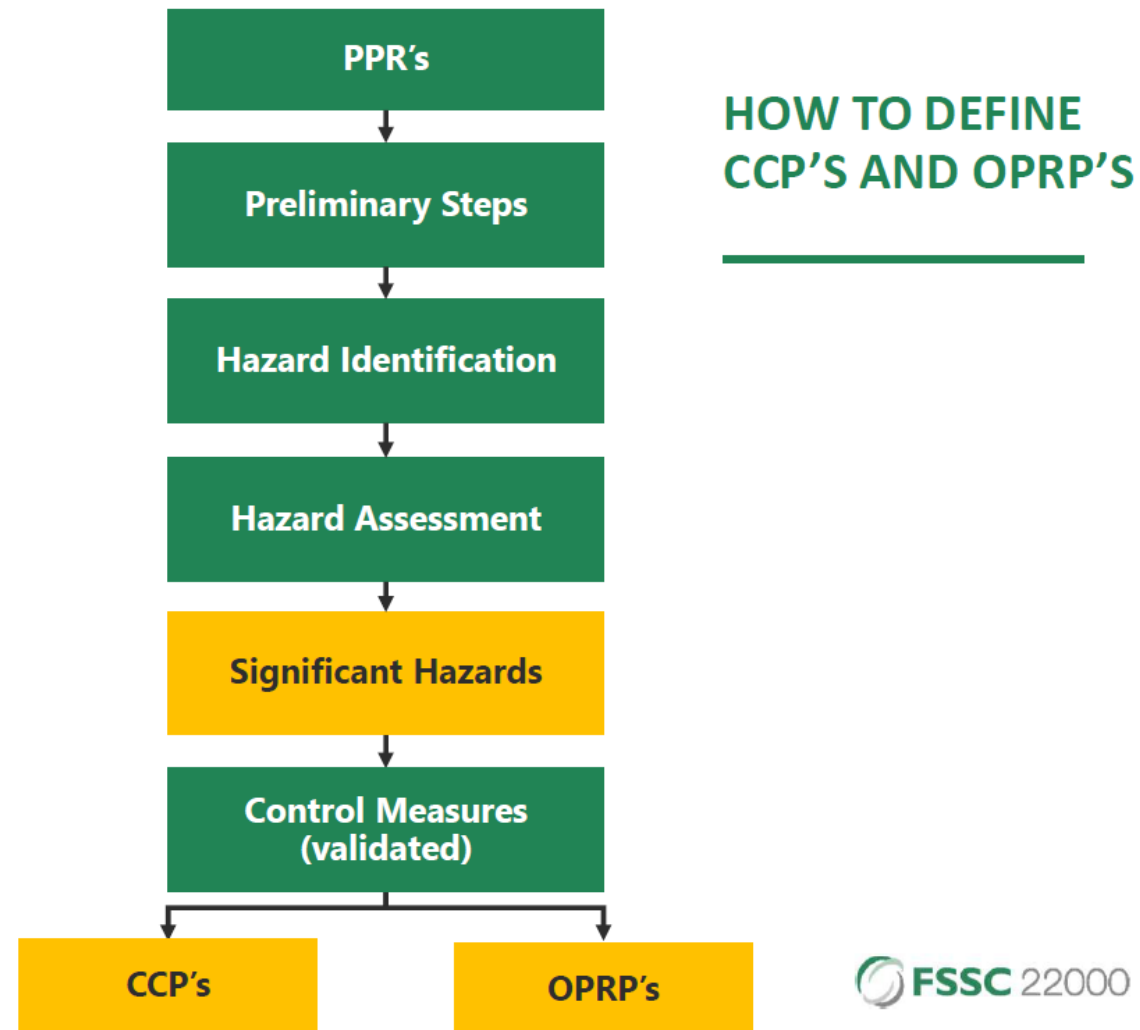 PPR's
HOW TO DEFINE
CCP'S AND OPRP'S
Preliminary Steps
Hazard Identification
Hazard Assessment
Significant Hazards
Control Measures
(validated)
CCP's
OPRP's
FSSC 22000